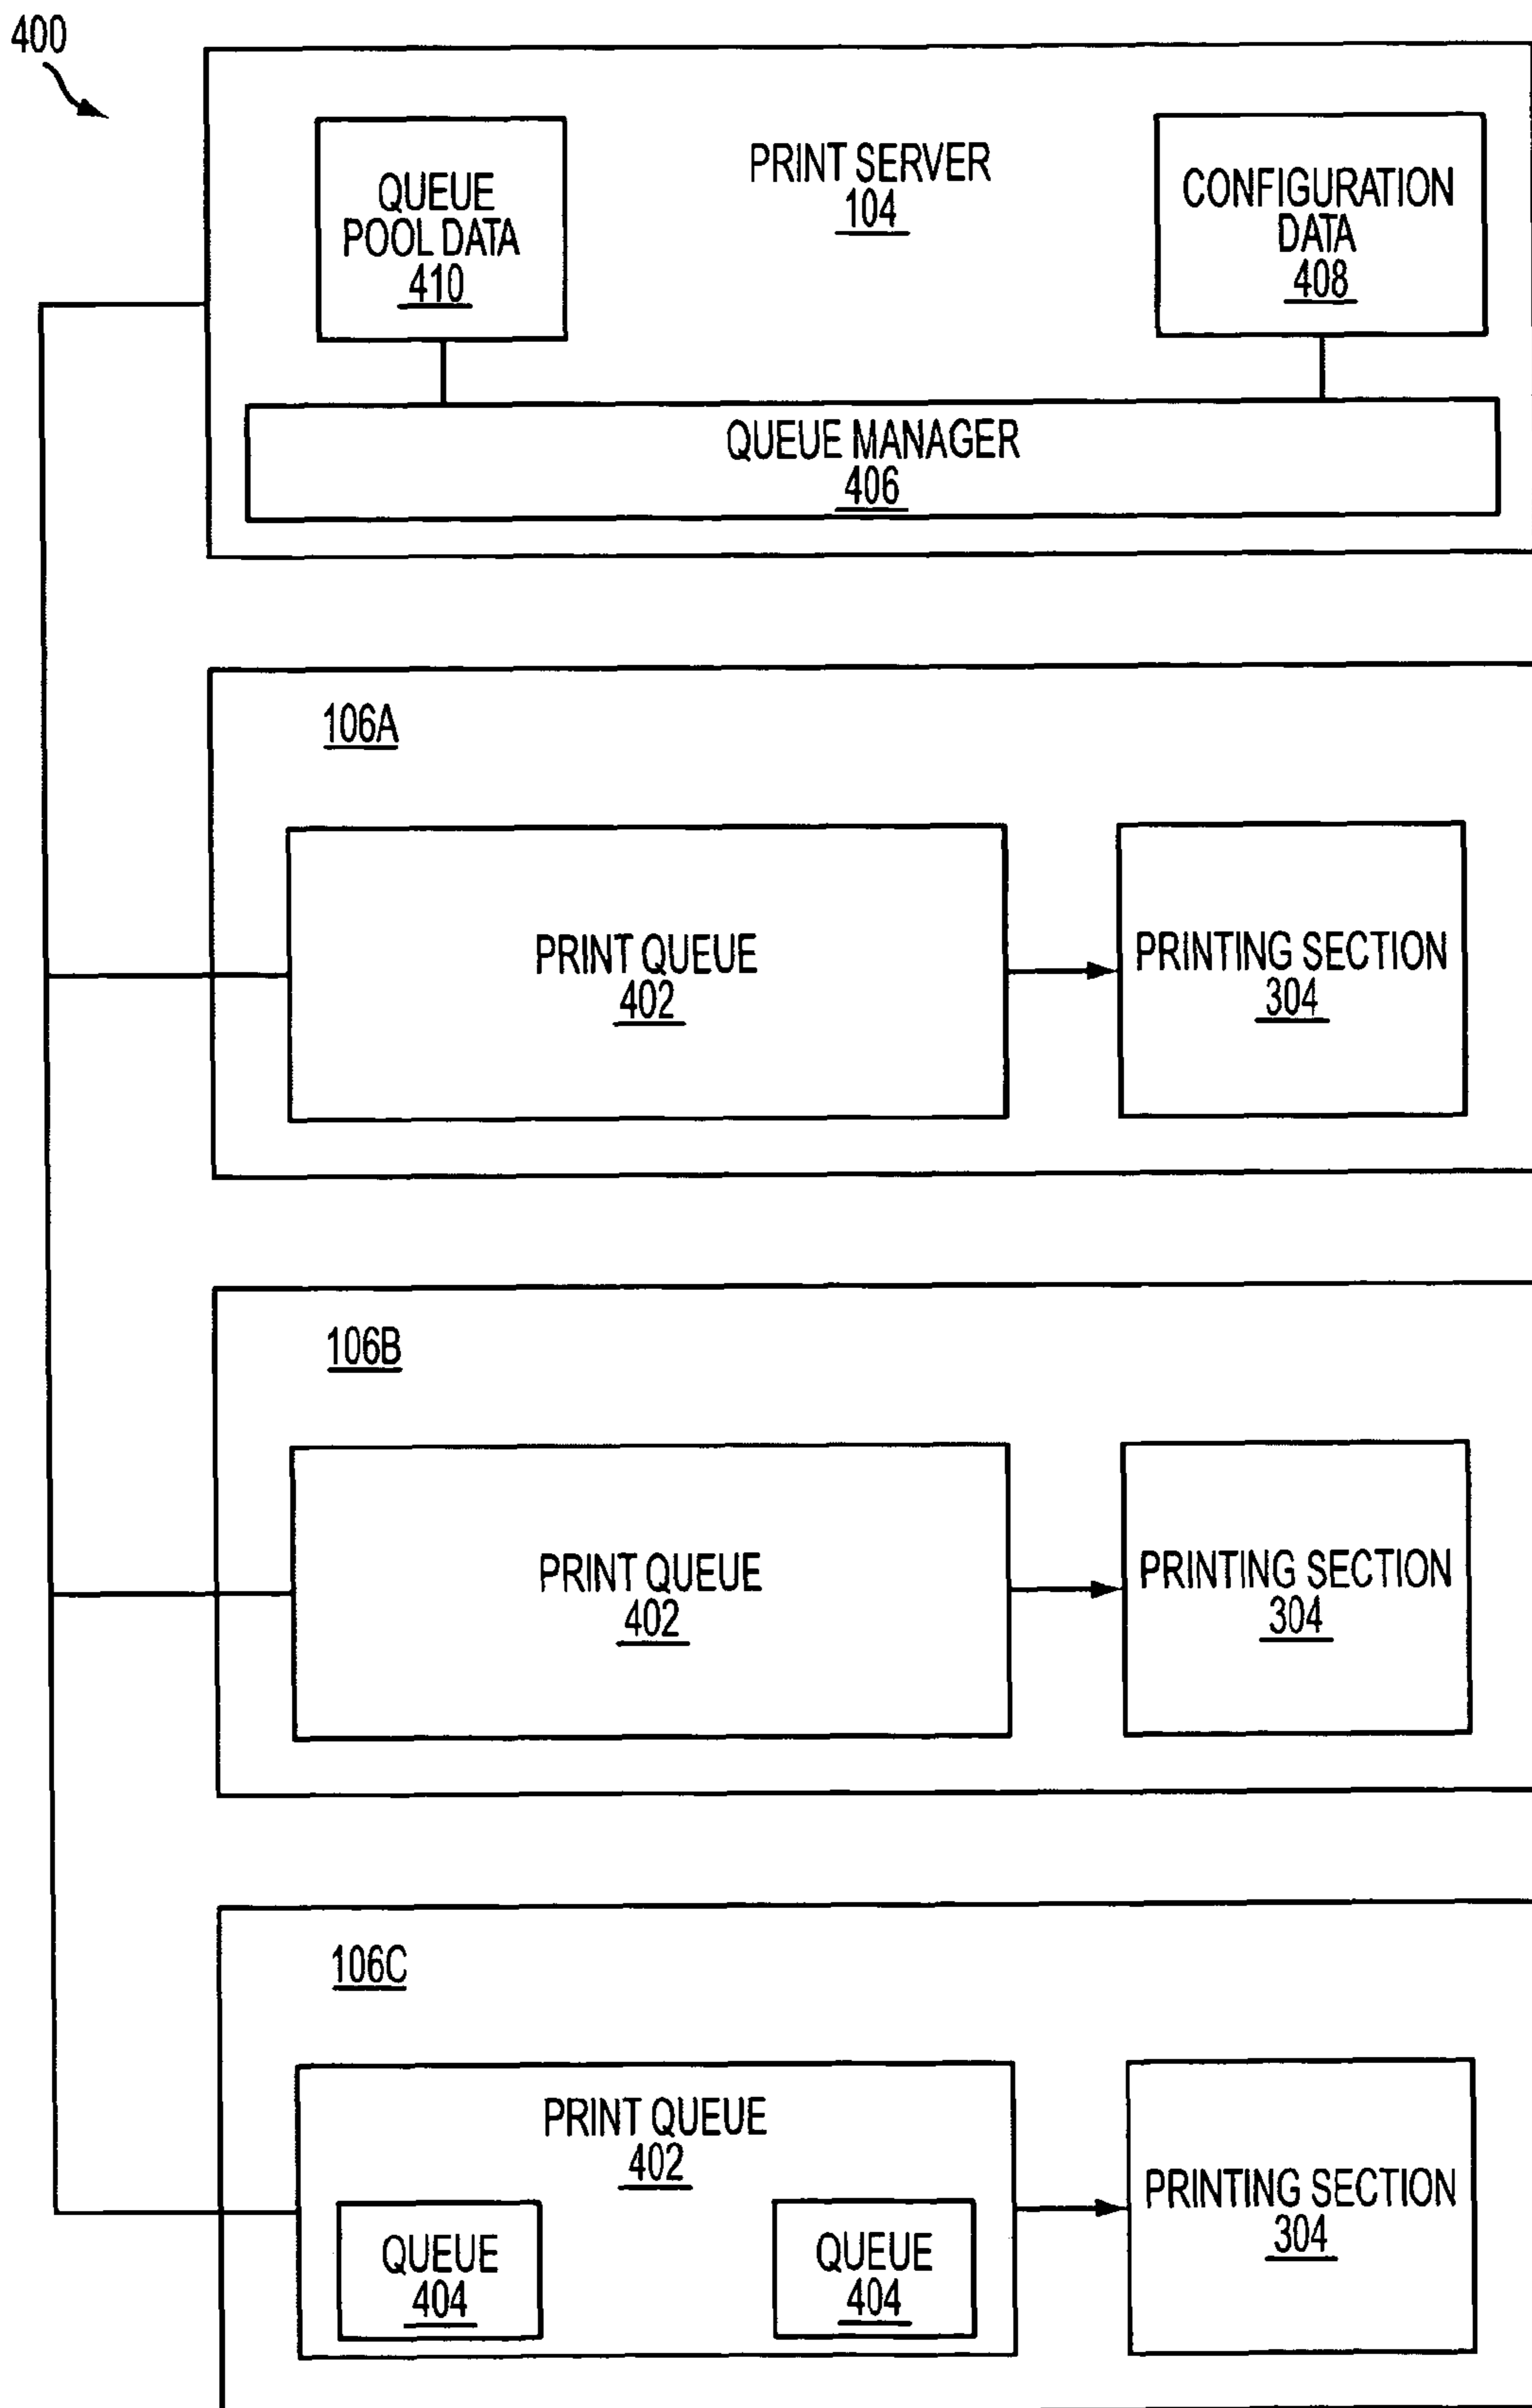 400
QUEUE
POOL DATA
410
PRINT SERVER
104
CONFIGURATION
DATA
408
QUEUE MANAGER
406
106A
PRINT QUEUE
402
PRINTING SECTION
304
106B
PRINT QUEUE
402
PRINTING SECTION
304
106C
PRINT QUEUE
402
QUEUE
404
QUEUE
404
PRINTING SECTION
304